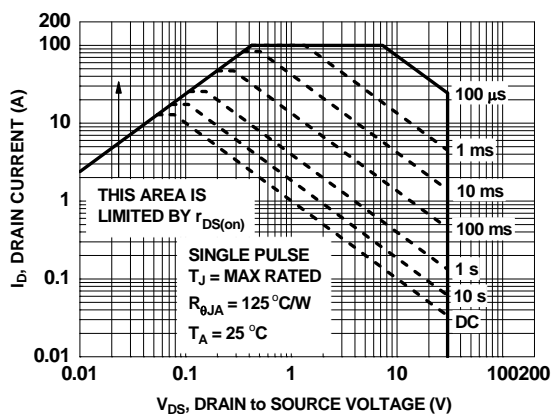 200
100
10
1
0.1
0.01
I_D, DRAIN CURRENT (A)
100 µs
1 ms
10 ms
100 ms
1 s
10 s
DC
THIS AREA IS
LIMITED BY r_DS(on)
SINGLE PULSE
T_J = MAX RATED
R_θJA = 125 °C/W
T_A = 25 °C
0.01 0.1 1 10 100200
V_DS, DRAIN to SOURCE VOLTAGE (V)